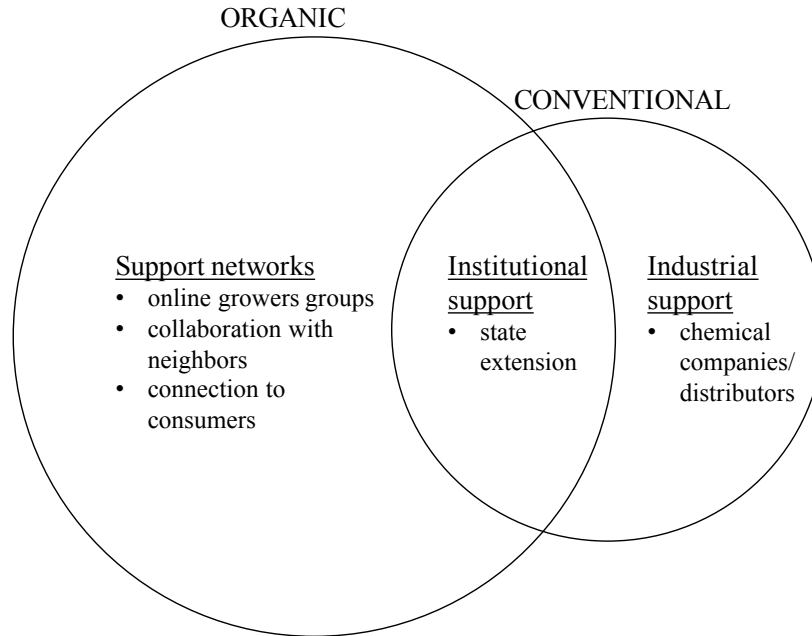 ORGANIC
CONVENTIONAL
Support networks
• online growers groups
• collaboration with
neighbors
• connection to
consumers
Institutional
support
• state
extension
Industrial
support
• chemical
companies/
distributors